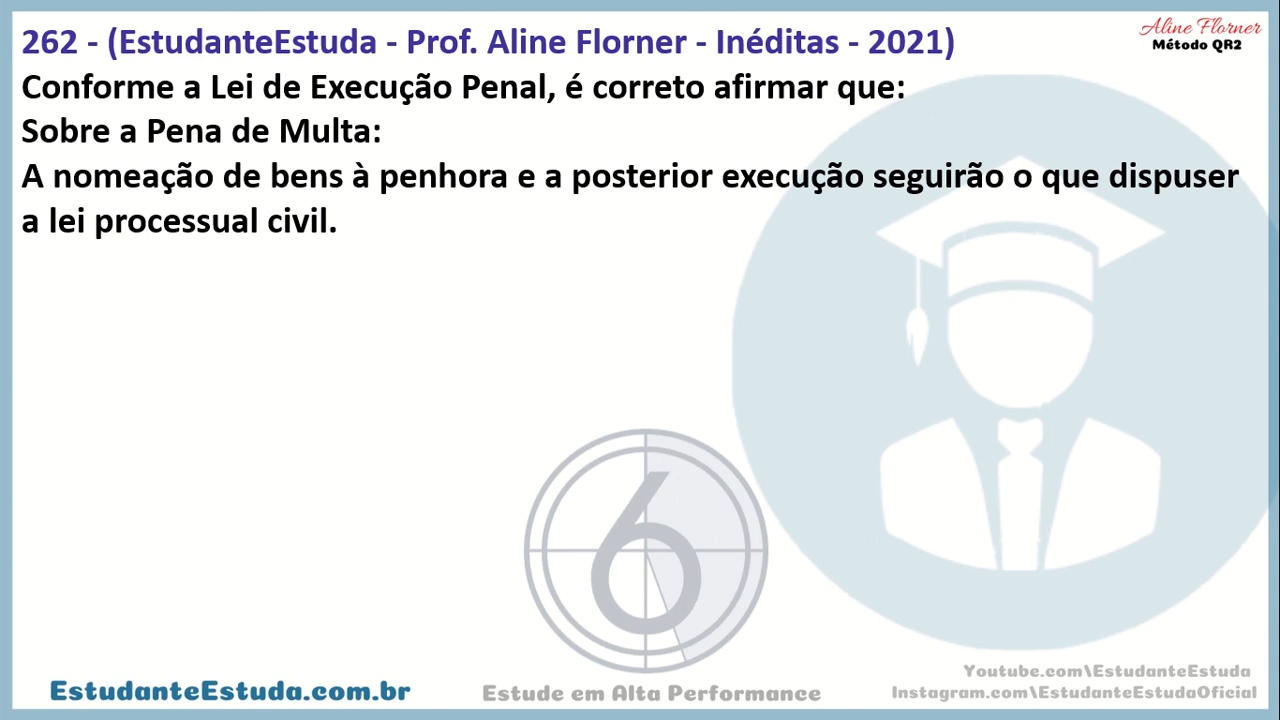 262 - (EstudanteEstuda - Prof. Aline Florner - Inéditas - 2021)
Aline Florner
Método QR2
Conforme a Lei de Execução Penal, é correto afirmar que:
Sobre a Pena de Multa:
A nomeação de bens à penhora e a posterior execução seguirão o que dispuser
a lei processual civil.
6
Youtube.com\EstudanteEstuda
EstudanteEstuda.com.br
Estude em Alta Performance
Instagram.com\EstudanteEstudaOficial